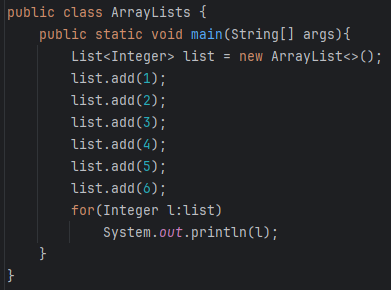 public class ArrayLists {
    public static void main(String[] args){
        List<Integer> list = new ArrayList<>();
        list.add(1);
        list.add(2);
        list.add(3);
        list.add(4);
        list.add(5);
        list.add(6);
        for(Integer l:list)
            System.out.println(l);
    }
}